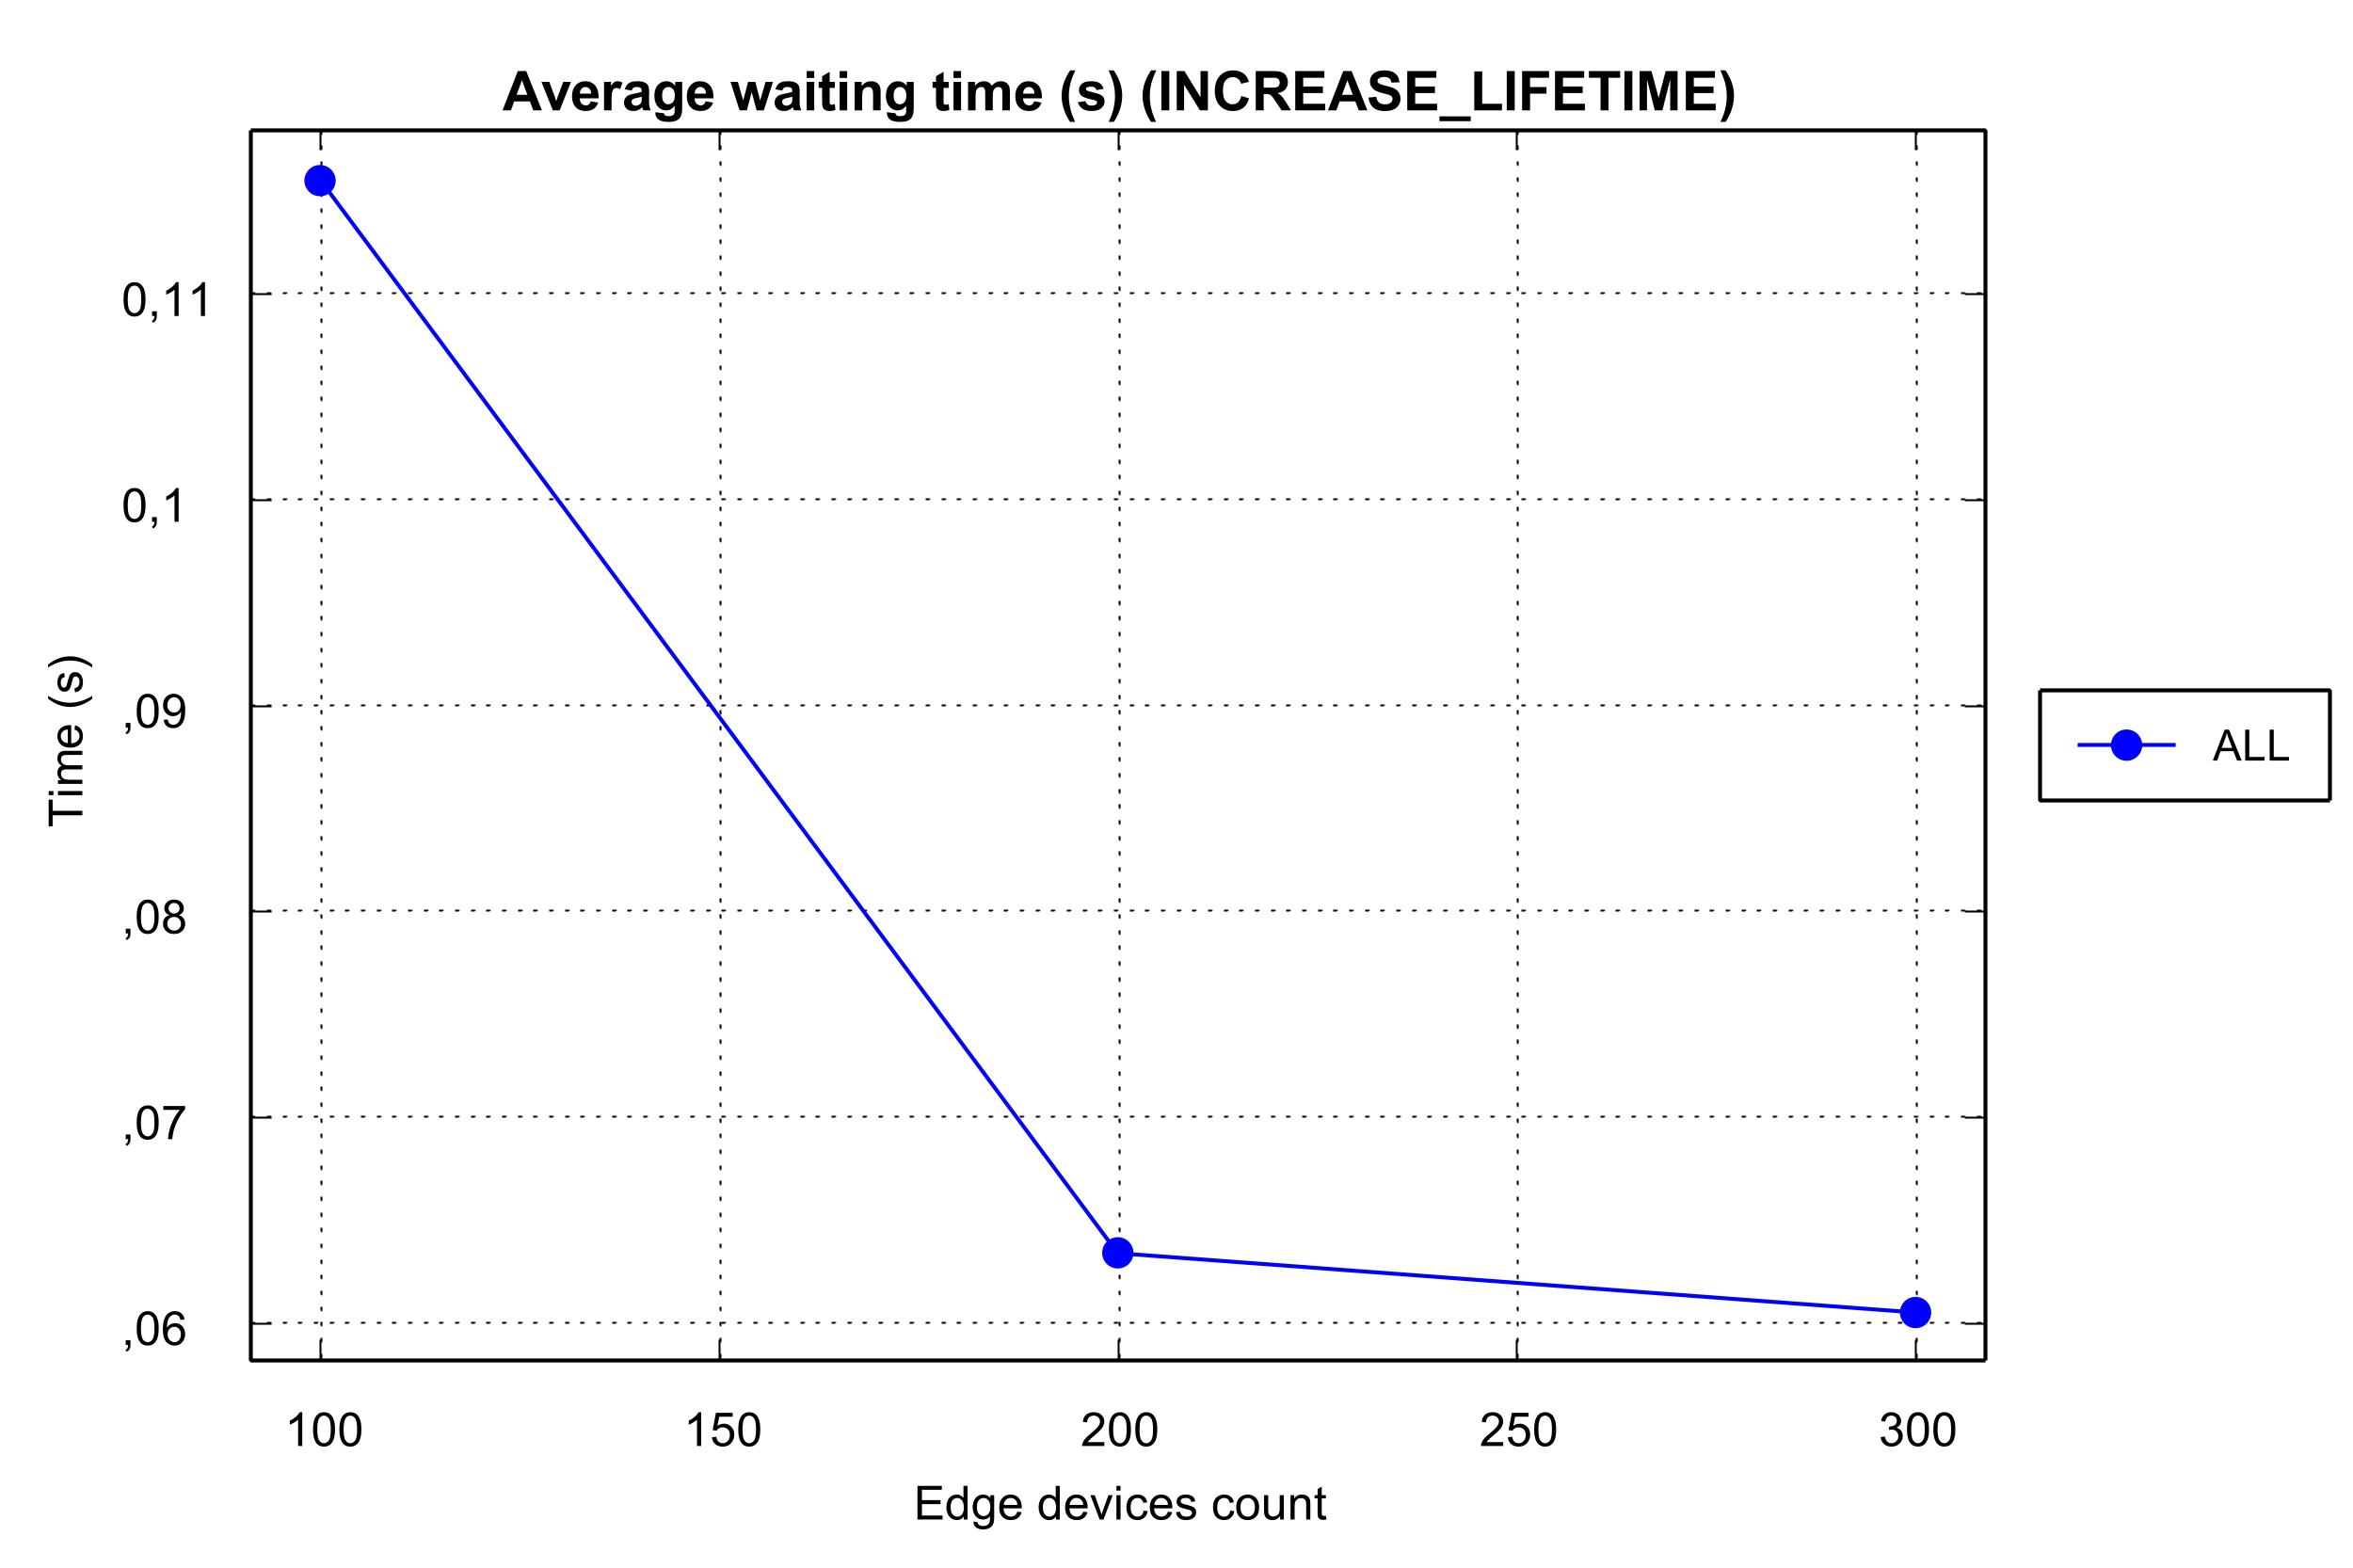 Average waiting time (s) (INCREASE_LIFETIME)
0,11
0,1
,09
,08
,07
,06
Time (s)
100 150 200 250 300
Edge devices count
ALL